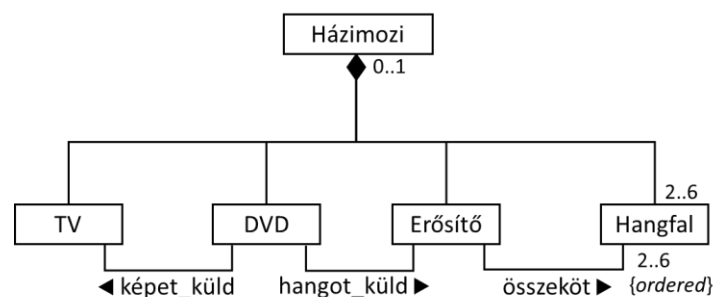 Házimozi
0..1
2..6
TV
DVD
Erősítő
Hangfal
2..6
◄ képet_küld
hangot_küld ►
összeköt ►
{ordered}